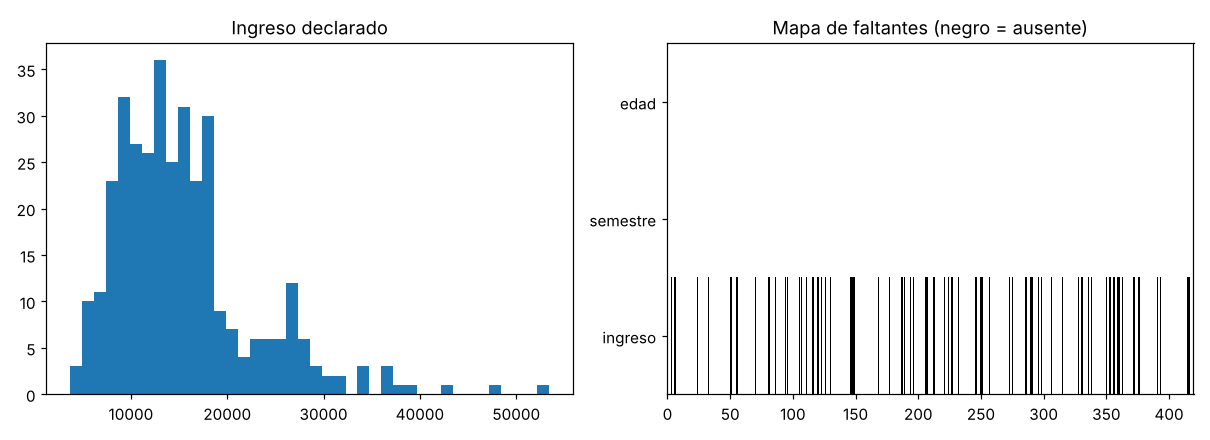 Ingreso declarado
35
30
25
20
15
10
5
0
10000 20000 30000 40000 50000
Mapa de faltantes (negro = ausente)
edad
semestre
ingreso
0 50 100 150 200 250 300 350 400